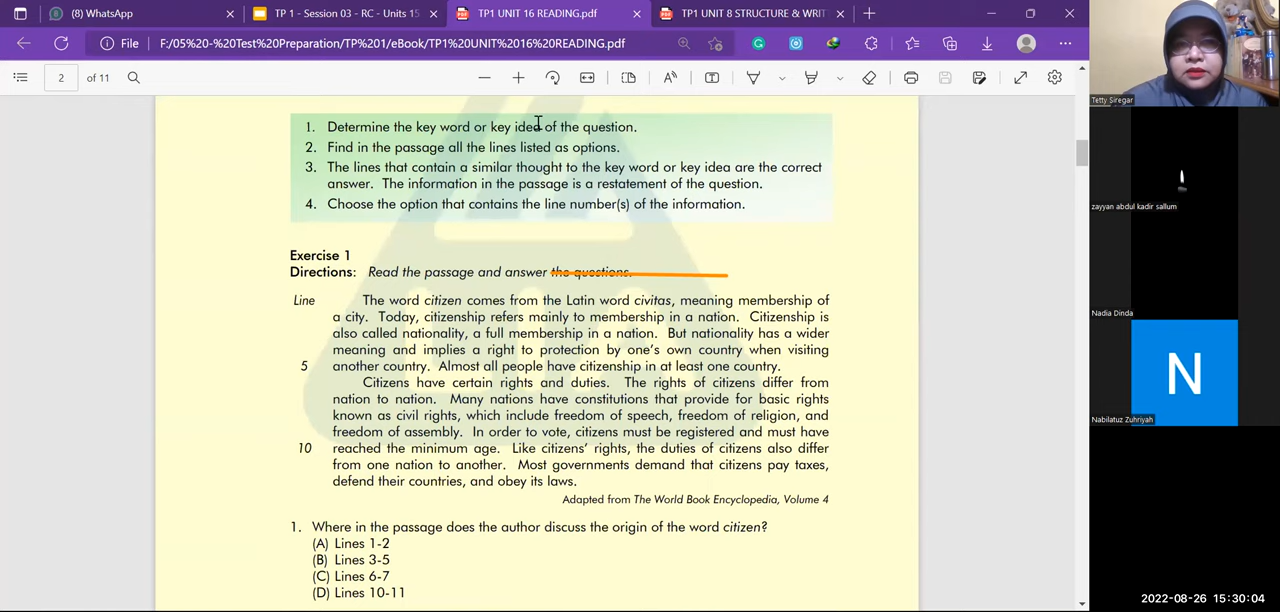 (8) WhatsApp
TP 1 - Session 03 - RC - Units 15
TP1 UNIT 16 READING.pdf
TP1 UNIT 8 STRUCTURE & WRIT
File
F:/05%20-%20Test%20Preparation/TP%201/eBook/TP1%20UNIT%2016%20READING.pdf
2 of 11
1. Determine the key word or key idea of the question.
2. Find in the passage all the lines listed as options.
3. The lines that contain a similar thought to the key word or key idea are the correct
answer. The information in the passage is a restatement of the question.
4. Choose the option that contains the line number(s) of the information.
Exercise 1
Directions: Read the passage and answer the questions.
Line The word citizen comes from the Latin word civitas, meaning membership of
a city. Today, citizenship refers mainly to membership in a nation. Citizenship is
also called nationality, a full membership in a nation. But nationality has a wider
meaning and implies a right to protection by one's own country when visiting
5 another country. Almost all people have citizenship in at least one country.
Citizens have certain rights and duties. The rights of citizens differ from
nation to nation. Many nations have constitutions that provide for basic rights
known as civil rights, which include freedom of speech, freedom of religion, and
freedom of assembly. In order to vote, citizens must be registered and must have
10 reached the minimum age. Like citizens' rights, the duties of citizens also differ
from one nation to another. Most governments demand that citizens pay taxes,
defend their countries, and obey its laws.
Adapted from The World Book Encyclopedia, Volume 4
1. Where in the passage does the author discuss the origin of the word citizen?
(A) Lines 1-2
(B) Lines 3-5
(C) Lines 6-7
(D) Lines 10-11
Tetty Siregar
zayyan abdul kadir sallum
Nadia Dinda
N
Nabilatuz Zuhriyah
2022-08-26 15:30:04